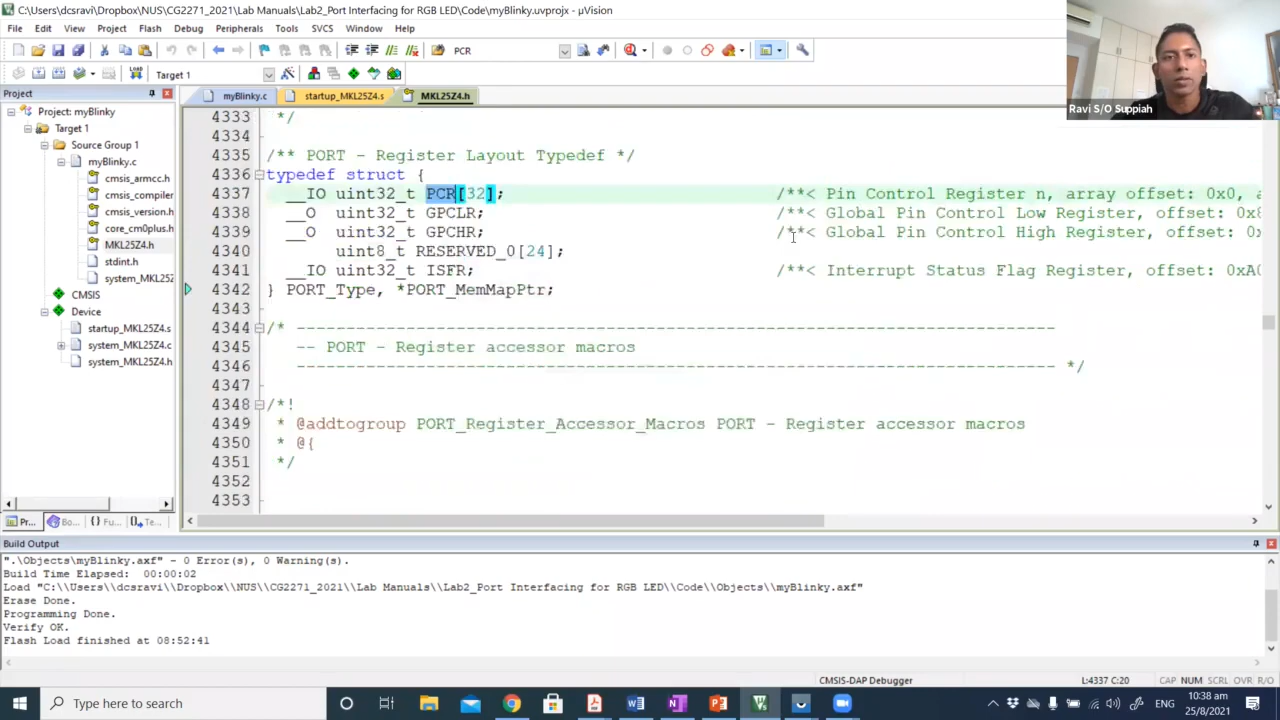 C:\Users\dcsravi\Dropbox\NUS\CG2271_2021\Lab Manuals\Lab2_Port Interfacing for RGB LED\Code\myBlinky.uvprojx - µVision
File Edit View Project Flash Debug Peripherals Tools SVCS Window Help
PCR
Target 1
Project
myBlinky.c startup_MKL25Z4.s MKL25Z4.h
Ravi S/O Suppiah
Project: myBlinky
Target 1
Source Group 1
myBlinky.c
cmsis_armcc.h
cmsis_compiler
cmsis_version.h
core_cm0plus.h
MKL25Z4.h
stdint.h
system_MKL25Z4
CMSIS
Device
startup_MKL25Z4.s
system_MKL25Z4.c
system_MKL25Z4.h
4333 */
4334
4335 /** PORT - Register Layout Typedef */
4336 typedef struct {
4337 __IO uint32_t PCR[32]; /**< Pin Control Register n, array offset: 0x0, a
4338 __O uint32_t GPCLR; /**< Global Pin Control Low Register, offset: 0x8
4339 __O uint32_t GPCHR; /**< Global Pin Control High Register, offset: 0x
4340 uint8_t RESERVED_0[24];
4341 __IO uint32_t ISFR; /**< Interrupt Status Flag Register, offset: 0xA0
4342 } PORT_Type, *PORT_MemMapPtr;
4343
4344 /* ----------------------------------------------------------------------------
4345 -- PORT - Register accessor macros
4346 ---------------------------------------------------------------------------- */
4347
4348 /*!
4349 * @addtogroup PORT_Register_Accessor_Macros PORT - Register accessor macros
4350 * @{
4351 */
4352
4353
Pr... Bo... {} Fu... Te...
Build Output
".\Objects\myBlinky.axf" - 0 Error(s), 0 Warning(s).
Build Time Elapsed: 00:00:02
Load "C:\\Users\\dcsravi\\Dropbox\\NUS\\CG2271_2021\\Lab Manuals\\Lab2_Port Interfacing for RGB LED\\Code\\Objects\\myBlinky.axf"
Erase Done.
Programming Done.
Verify OK.
Flash Load finished at 08:52:41
CMSIS-DAP Debugger L:4337 C:20 CAP NUM SCRL OVR R/O
Type here to search
ENG
10:38 am
25/8/2021